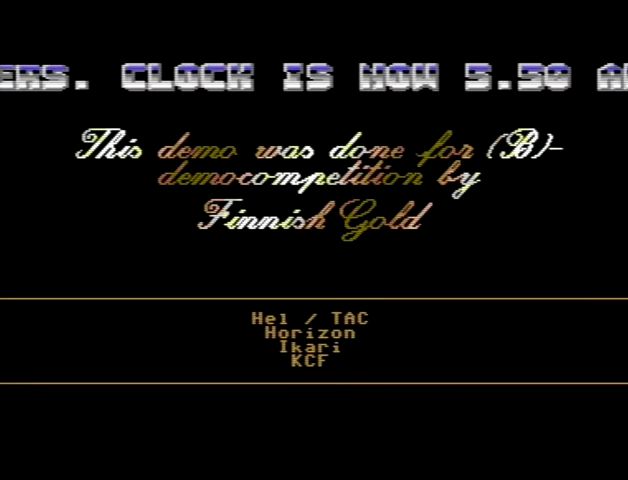 ERS. CLOCK IS NOW 5.50 A
This demo was done for (B)-
democompetition by
Finnish Gold
Hel / TAC
Horizon
Ikari
KCF